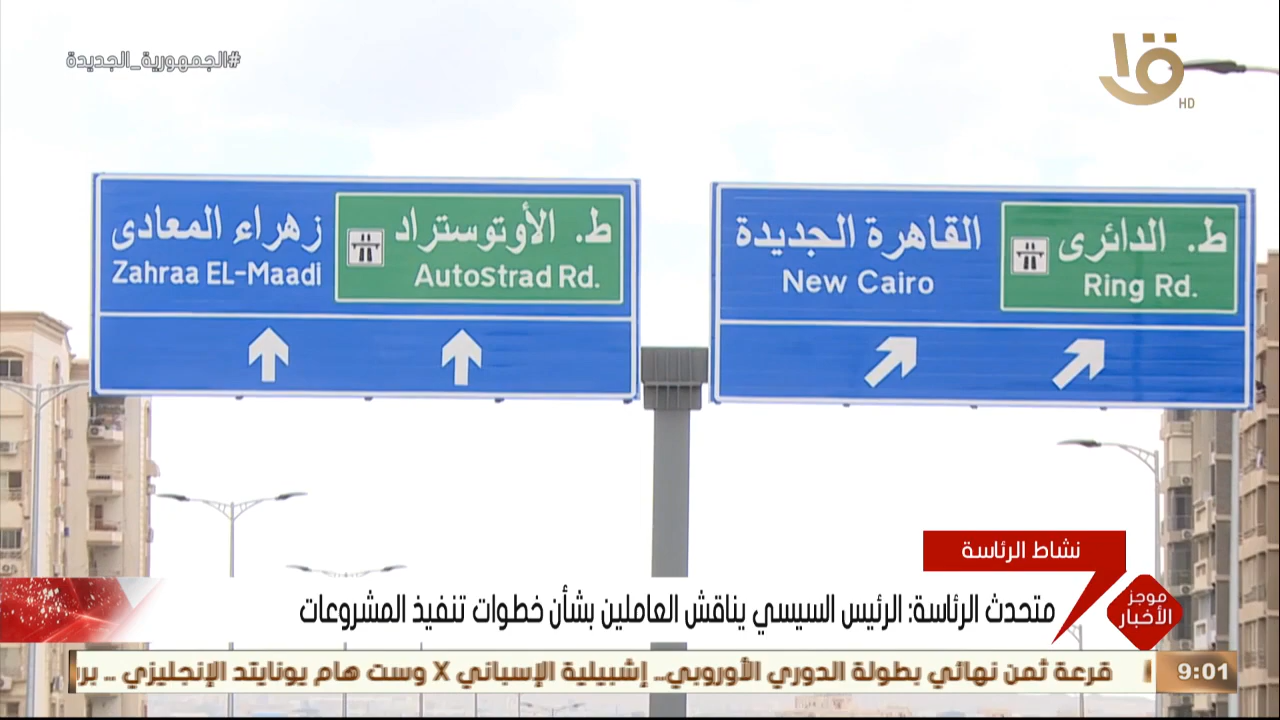 #الجمهورية_الجديدة
HD
ط. الدائرى
Ring Rd.
القاهرة الجديدة
New Cairo
ط. الأوتوستراد
AutoStrad Rd.
زهراء المعادى
Zahraa EL-Maadi
نشاط الرئاسة
موجز
الأخبار
متحدث الرئاسة: الرئيس السيسي يناقش العاملين بشأن خطوات تنفيذ المشروعات
9:01
قرعة ثمن نهائي بطولة الدوري الأوروبي.. إشبيلية الإسباني X وست هام يونايتد الإنجليزي ..